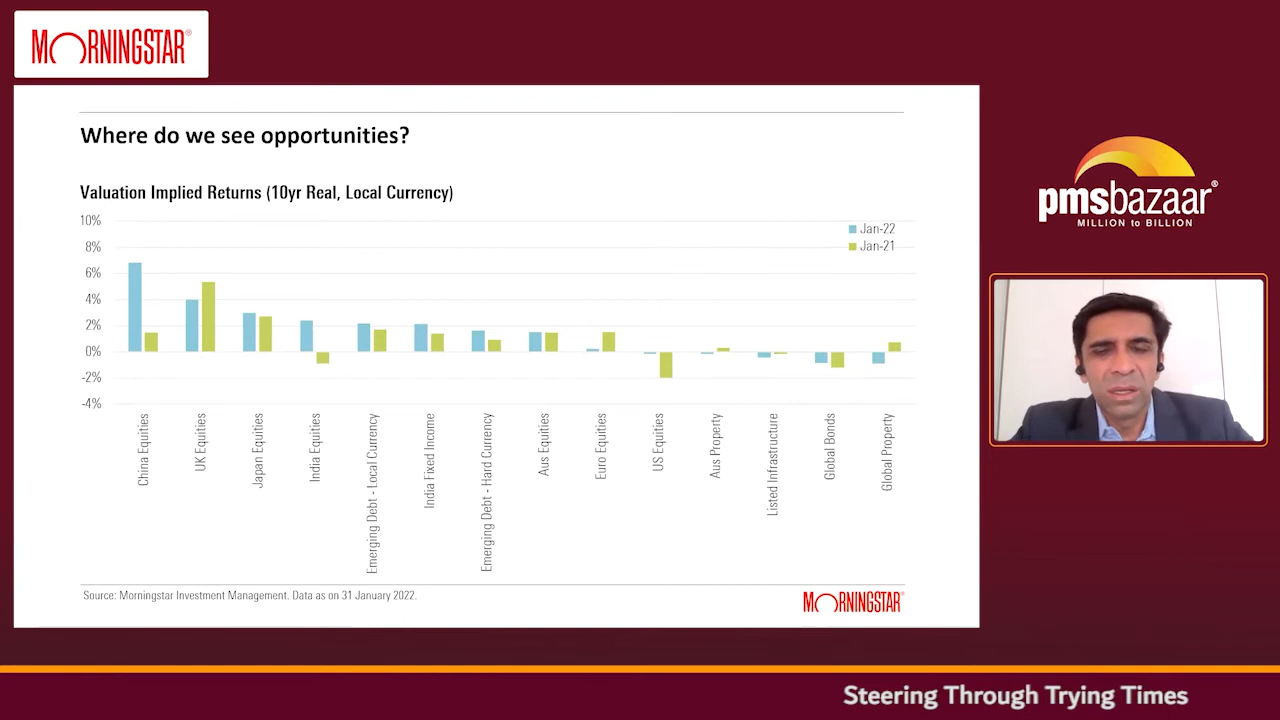 MORNINGSTAR®
Where do we see opportunities?
Valuation Implied Returns (10yr Real, Local Currency)
10%
8%
6%
4%
2%
0%
-2%
-4%
Jan-22
Jan-21
China Equities
UK Equities
Japan Equities
India Equities
Emerging Debt - Local Currency
India Fixed Income
Emerging Debt - Hard Currency
Aus Equities
Euro Equities
US Equities
Aus Property
Listed Infrastructure
Global Bonds
Global Property
Source: Morningstar Investment Management. Data as on 31 January 2022.
MORNINGSTAR®
pmsbazaar®
MILLION to BILLION
Steering Through Trying Times